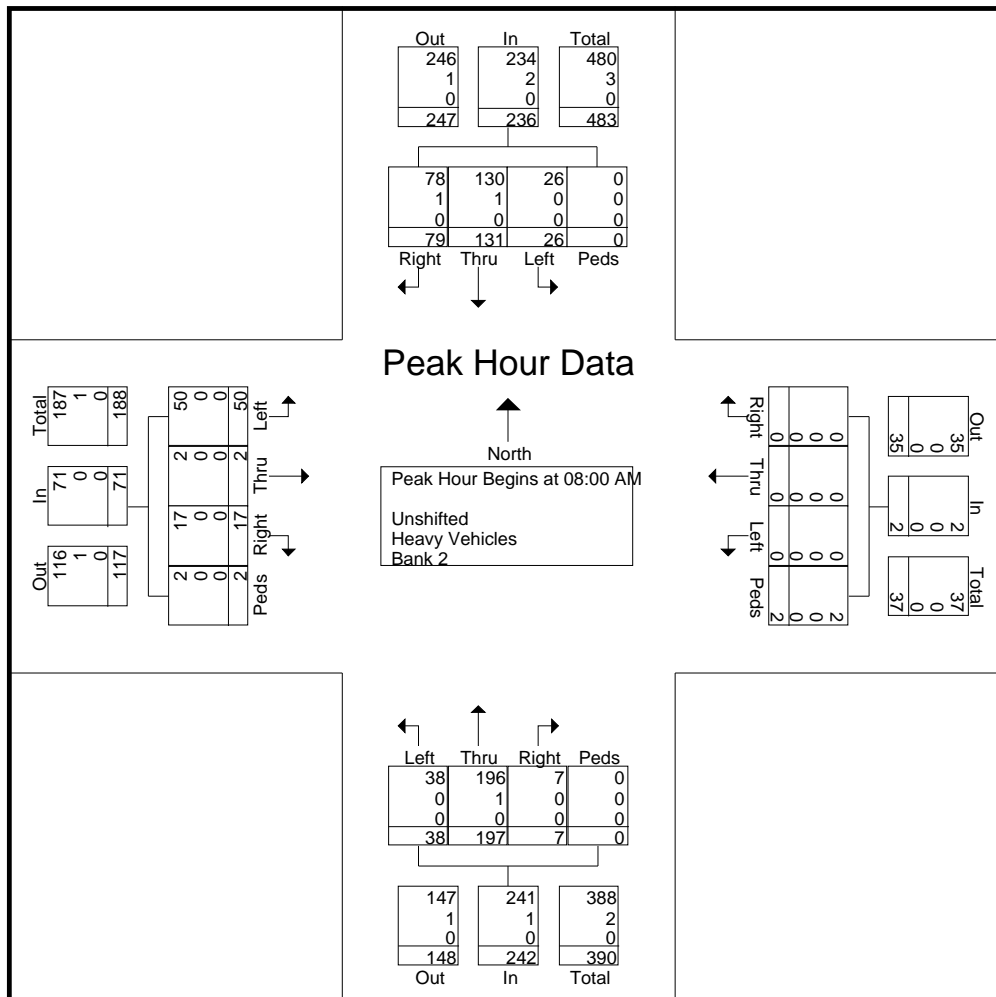 Out In Total
246 234 480
1 2 3
0 0 0
247 236 483
78 130 26 0
1 1 0 0
0 0 0 0
79 131 26 0
Right Thru Left Peds
Peak Hour Data
North
Peak Hour Begins at 08:00 AM
Unshifted
Heavy Vehicles
Bank 2
Total
187 1 0 188
In
71 0 0 71
Out
116 1 0 117
50 0 0 50
Left
2 0 0 2
Thru
17 0 0 17
Right
2 0 0 2
Peds
Right
0 0 0 0
Thru
0 0 0 0
Left
0 0 0 0
Peds
2 0 0 2
Out
35 0 0 35
In
2 0 0 2
Total
37 0 0 37
Left Thru Right Peds
38 196 7 0
0 1 0 0
0 0 0 0
38 197 7 0
147 241 388
1 1 2
0 0 0
148 242 390
Out In Total